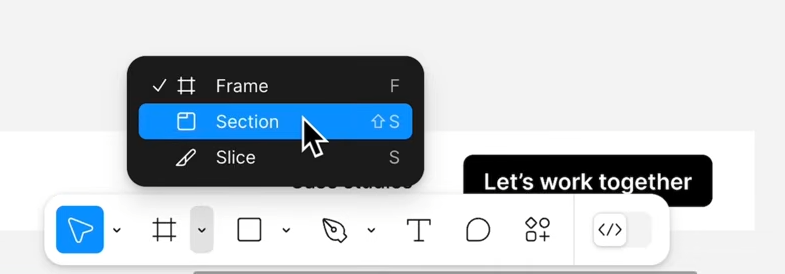 Frame F
Section ⇧S
Slice S
Let's work together
T